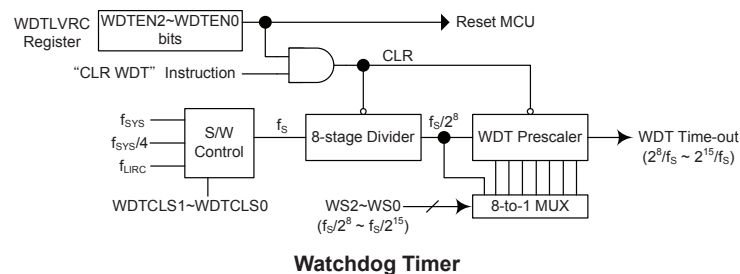 WDTLVRC
Register
WDTEN2~WDTEN0
bits
Reset MCU
"CLR WDT" Instruction
CLR
fSYS
fSYS/4
fLIRC
S/W
Control
fS
8-stage Divider
fS/2^8
WDT Prescaler
WDT Time-out
(2^8/fS ~ 2^15/fS)
WDTCLS1~WDTCLS0
WS2~WS0
(fS/2^8 ~ fS/2^15)
8-to-1 MUX
Watchdog Timer